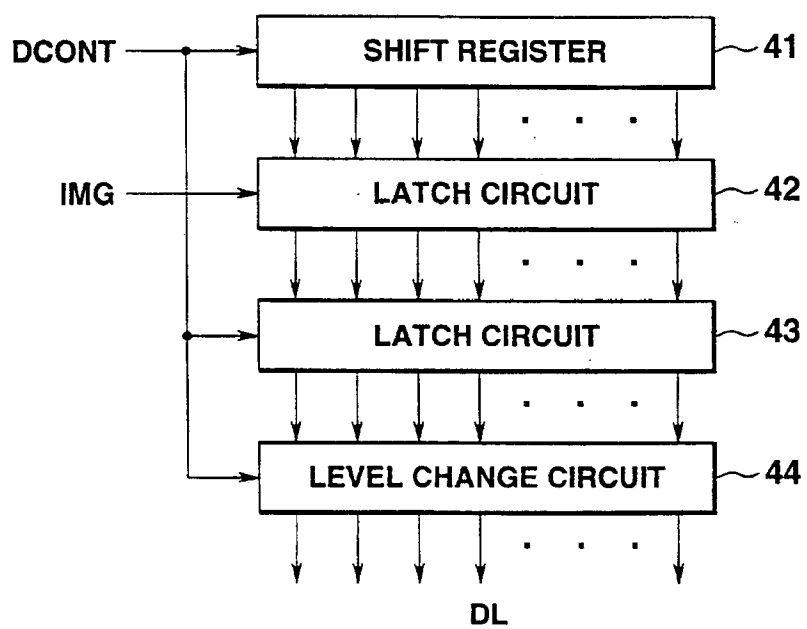 DCONT
SHIFT REGISTER
41
IMG
LATCH CIRCUIT
42
LATCH CIRCUIT
43
LEVEL CHANGE CIRCUIT
44
DL